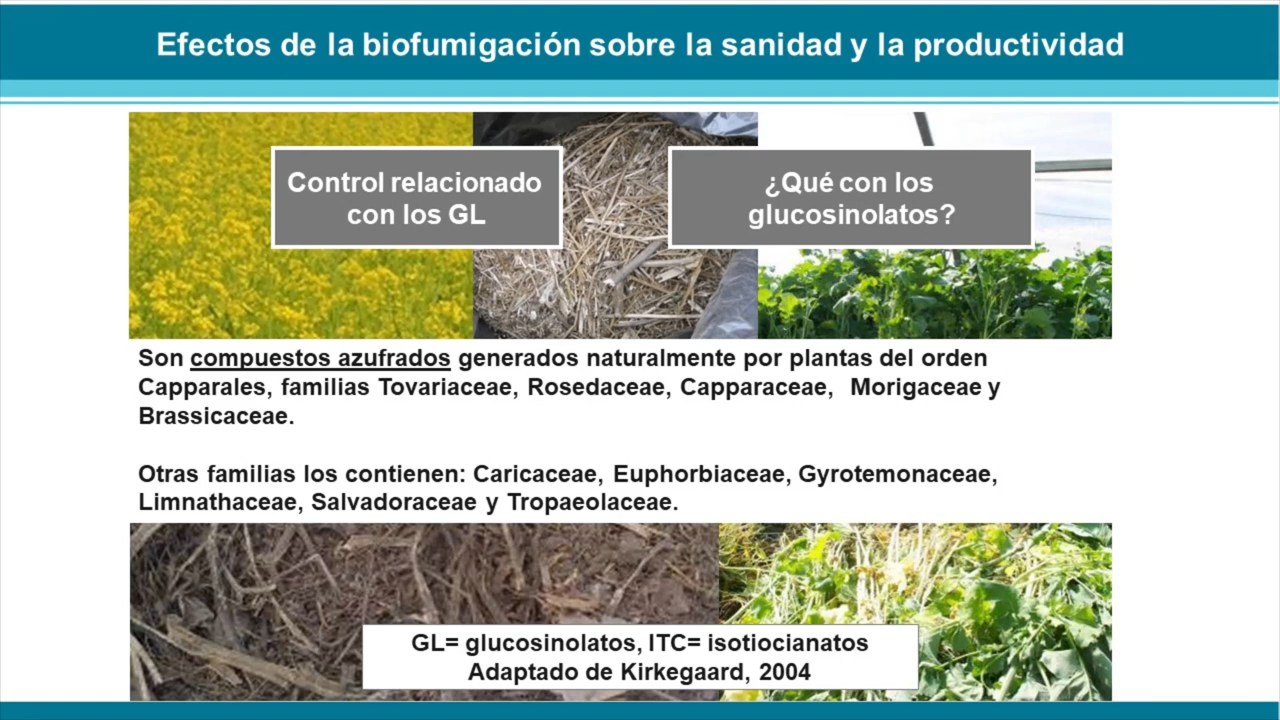 Efectos de la biofumigación sobre la sanidad y la productividad
Control relacionado
con los GL
¿Qué con los
glucosinolatos?
Son compuestos azufrados generados naturalmente por plantas del orden
Capparales, familias Tovariaceae, Rosedaceae, Capparaceae, Morigaceae y
Brassicaceae.
Otras familias los contienen: Caricaceae, Euphorbiaceae, Gyrotemonaceae,
Limnathaceae, Salvadoraceae y Tropaeolaceae.
GL= glucosinolatos, ITC= isotiocianatos
Adaptado de Kirkegaard, 2004